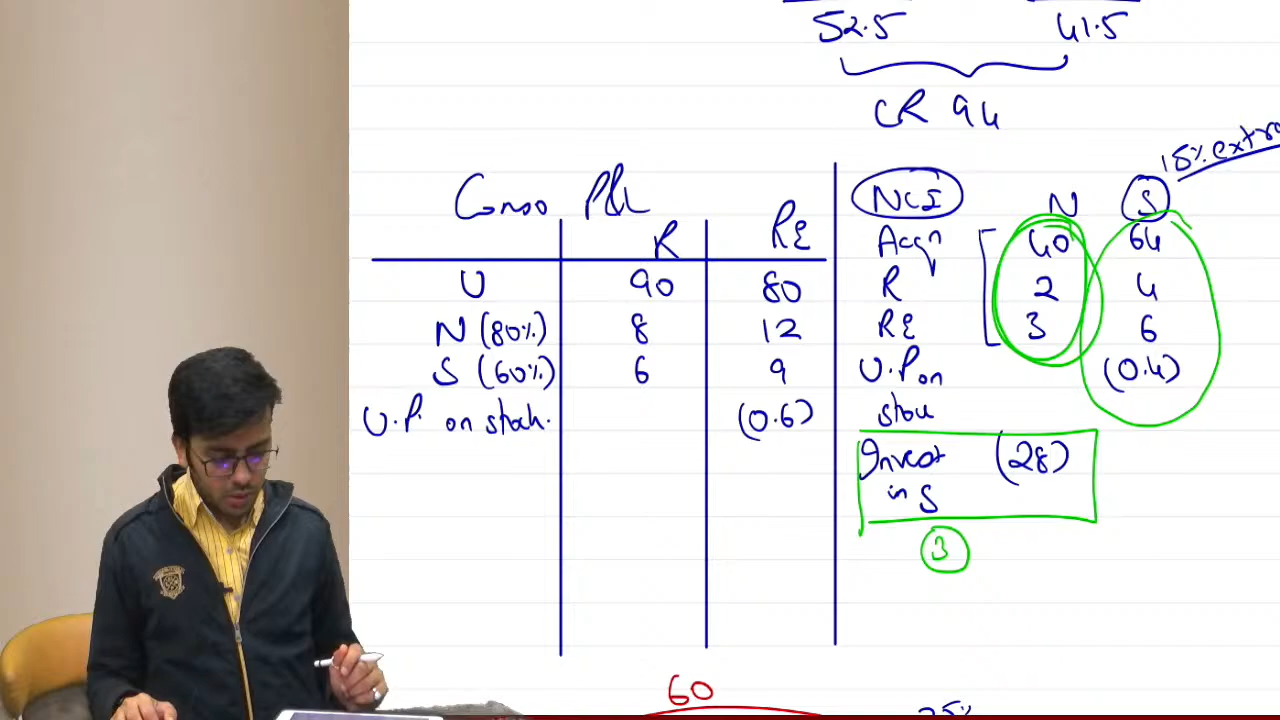 52.5 41.5
CR 94
Conso P&L
R RE
U 90 80
N (80%) 8 12
S (60%) 6 9
U.P. on stock. (0.6)
18% extra
NCI N S
Acqn 40 64
R 2 4
RE 3 6
U.P on (0.4)
stock
Invest (28)
in S
3
60
25%